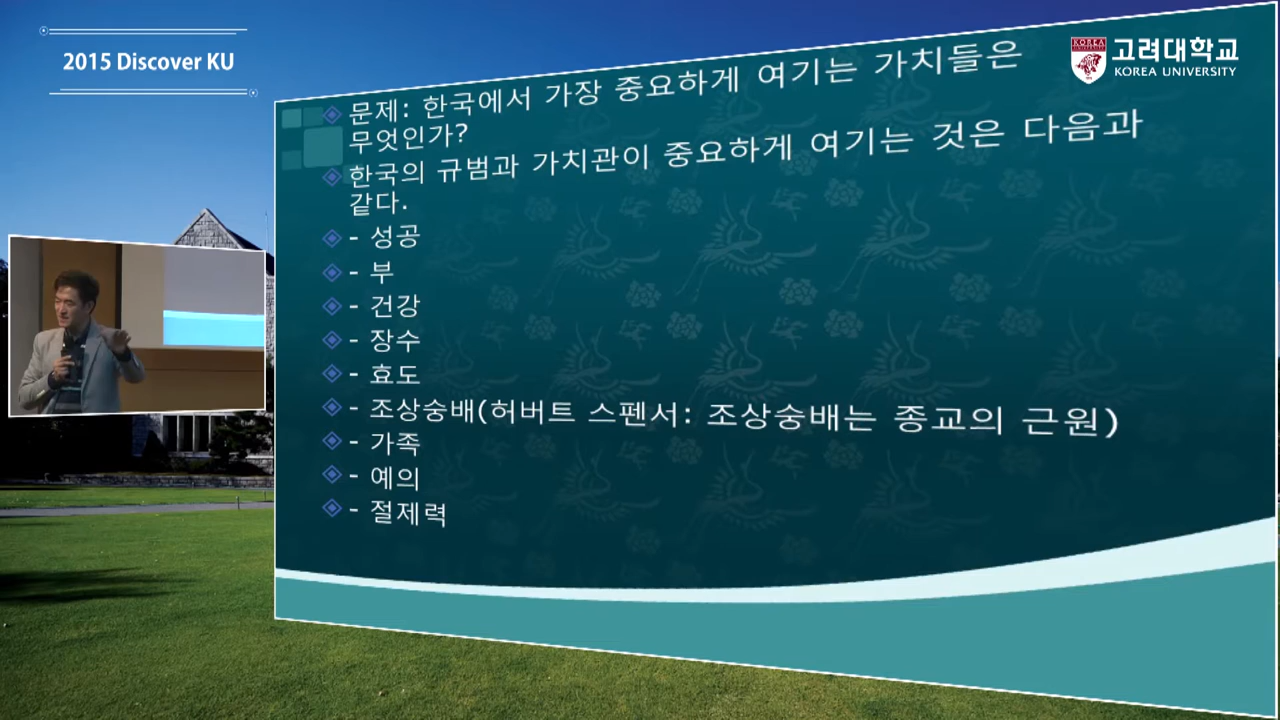 2015 Discover KU
KOREA
고려대학교
KOREA UNIVERSITY
문제: 한국에서 가장 중요하게 여기는 가치들은
무엇인가?
한국의 규범과 가치관이 중요하게 여기는 것은 다음과
같다.
- 성공
- 부
- 건강
- 장수
- 효도
- 조상숭배(허버트 스펜서: 조상숭배는 종교의 근원)
- 가족
- 예의
- 절제력